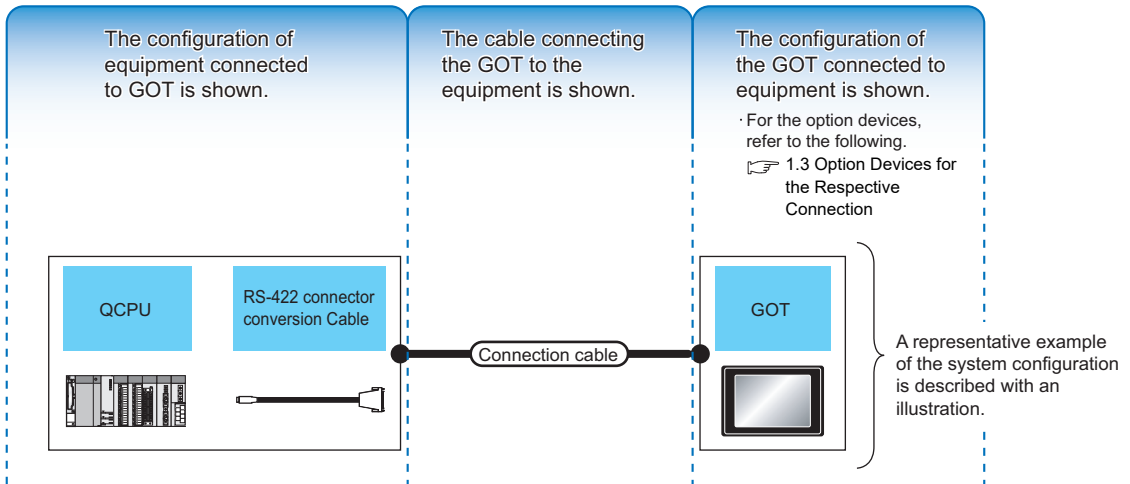 The configuration of
equipment connected
to GOT is shown.
The cable connecting
the GOT to the
equipment is shown.
The configuration of
the GOT connected to
equipment is shown.
· For the option devices,
refer to the following.
☞ 1.3 Option Devices for
the Respective
Connection
QCPU
RS-422 connector
conversion Cable
Connection cable
GOT
A representative example
of the system configuration
is described with an
illustration.